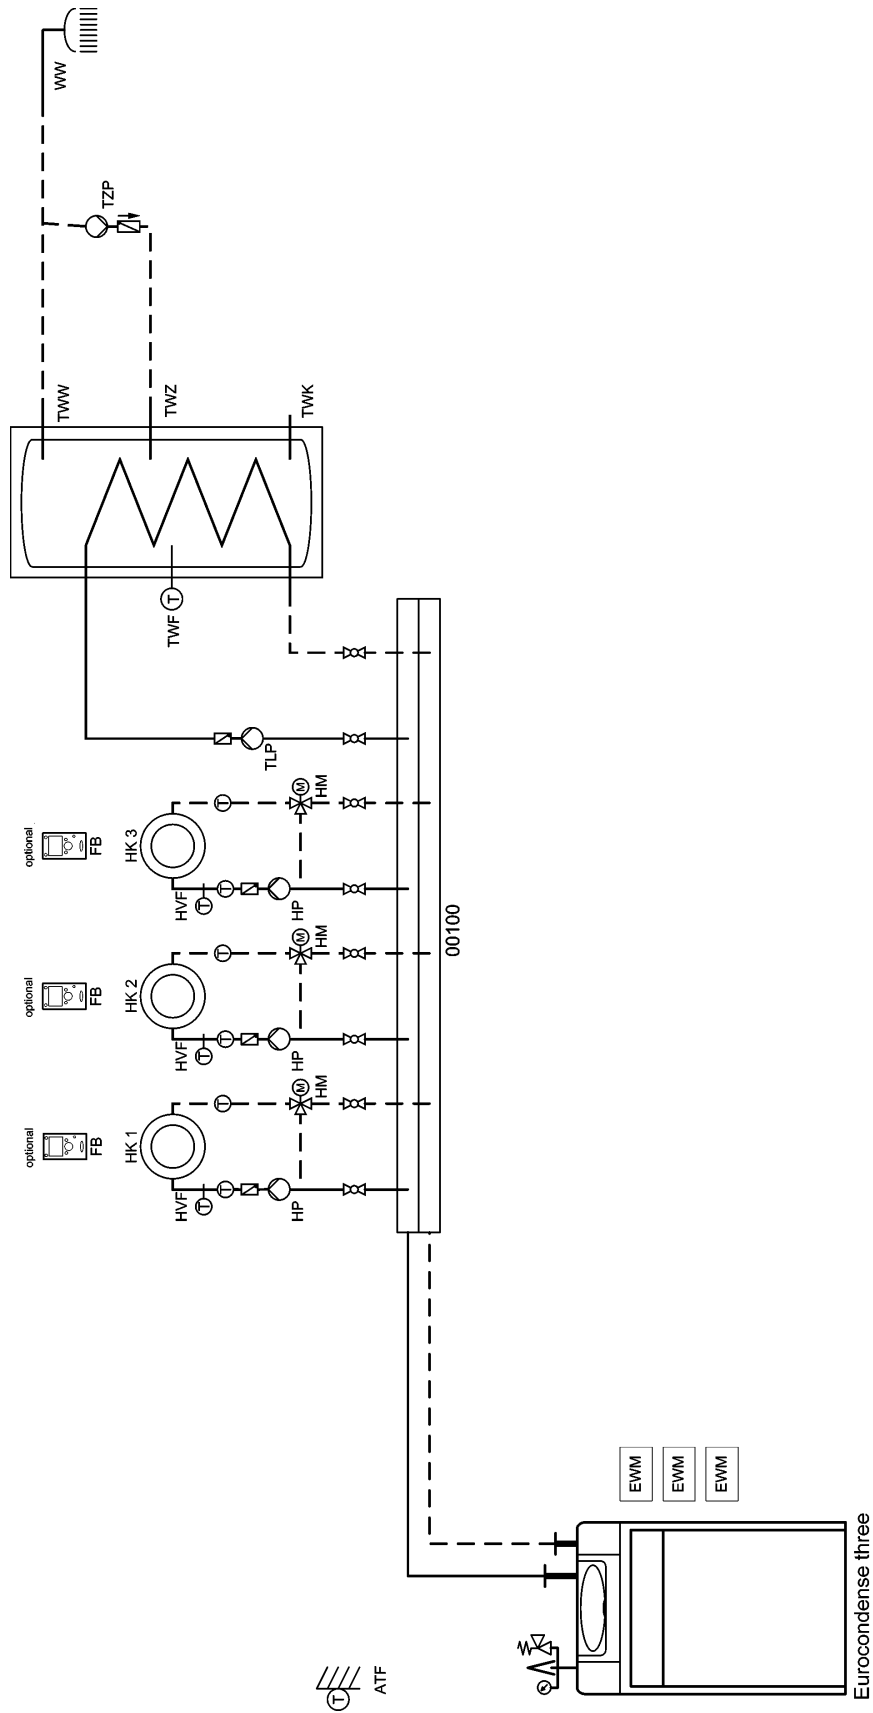 WW
TZP
TWW
TWZ
TWK
TWF
T
TLP
optional
FB
HK 3
HVF
T
T
T
HP
M
HM
optional
FB
HK 2
HVF
T
T
T
HP
M
HM
optional
FB
HK 1
HVF
T
T
T
HP
M
HM
00100
EWM
EWM
EWM
T
ATF
Eurocondense three